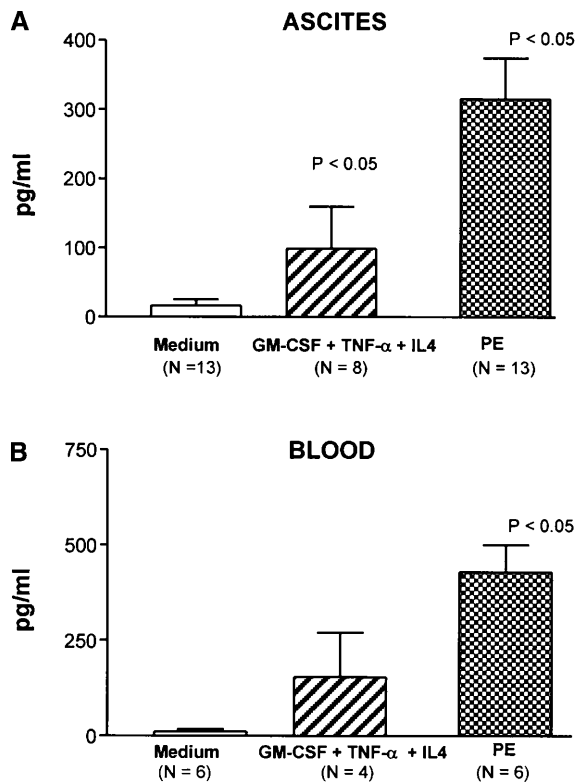 A
ASCITES
P < 0.05
P < 0.05
400
300
200
100
0
pg/ml
Medium
GM-CSF + TNF-α + IL4
PE
(N =13)
(N = 8)
(N = 13)
B
BLOOD
P < 0.05
750
500
250
0
pg/ml
Medium
GM-CSF + TNF-α + IL4
PE
(N = 6)
(N = 4)
(N = 6)